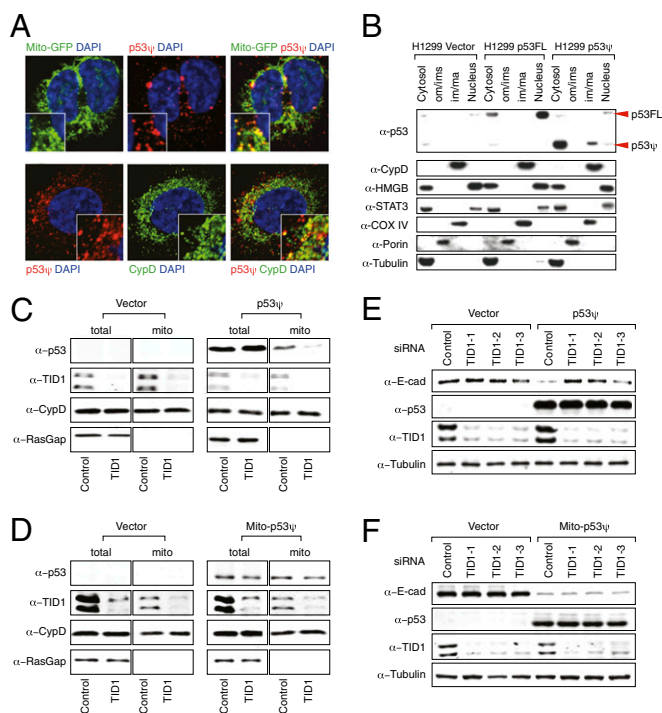 A
Mito-GFP DAPI
p53ψ DAPI
Mito-GFP p53ψ DAPI
p53ψ DAPI
CypD DAPI
p53ψ CypD DAPI
B
H1299 Vector
H1299 p53FL
H1299 p53ψ
Cytosol
om/ims
im/ma
Nucleus
Cytosol
om/ims
im/ma
Nucleus
Cytosol
om/ims
im/ma
Nucleus
α-p53
p53FL
p53ψ
α-CypD
α-HMGB
α-STAT3
α-COX IV
α-Porin
α-Tubulin
C
Vector
p53ψ
total
mito
total
mito
α-p53
α-TID1
α-CypD
α-RasGap
Control
TID1
Control
TID1
Control
TID1
Control
TID1
D
Vector
Mito-p53ψ
total
mito
total
mito
α-p53
α-TID1
α-CypD
α-RasGap
Control
TID1
Control
TID1
Control
TID1
Control
TID1
E
Vector
p53ψ
siRNA
Control
TID1-1
TID1-2
TID1-3
Control
TID1-1
TID1-2
TID1-3
α-E-cad
α-p53
α-TID1
α-Tubulin
F
Vector
Mito-p53ψ
siRNA
Control
TID1-1
TID1-2
TID1-3
Control
TID1-1
TID1-2
TID1-3
α-E-cad
α-p53
α-TID1
α-Tubulin